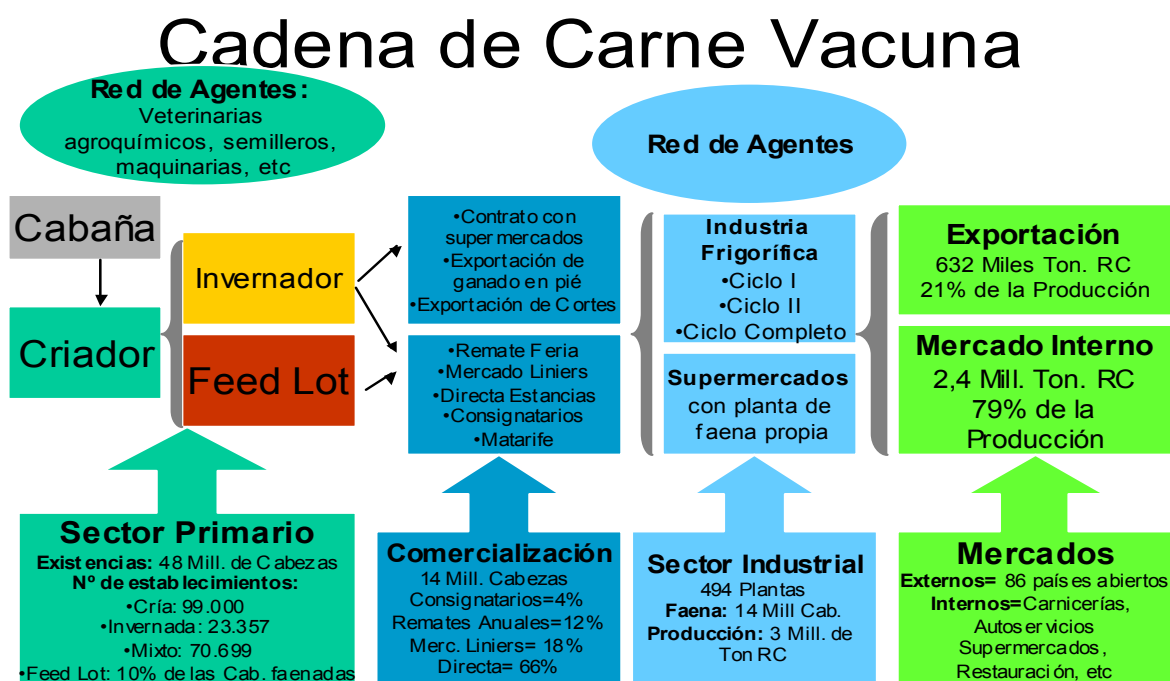 Cadena de Carne Vacuna
Red de Agentes:
Veterinarias
agroquímicos, semilleros,
maquinarias, etc
Red de Agentes
Cabaña
Criador
Invernador
Feed Lot
•Contrato con
supermercados
•Exportación de
ganado en pié
•Exportación de Cortes
•Remate Feria
•Mercado Liniers
•Directa Estancias
•Consignatarios
•Matarife
Industria
Frigorífica
•Ciclo I
•Ciclo II
•Ciclo Completo
Supermercados
con planta de
faena propia
Exportación
632 Miles Ton. RC
21% de la Producción
Mercado Interno
2,4 Mill. Ton. RC
79% de la
Producción
Sector Primario
Existencias: 48 Mill. de Cabezas
Nº de establecimientos:
•Cría: 99.000
•Invernada: 23.357
•Mixto: 70.699
•Feed Lot: 10% de las Cab. faenadas
Comercialización
14 Mill. Cabezas
Consignatarios=4%
Remates Anuales=12%
Merc. Liniers= 18%
Directa= 66%
Sector Industrial
494 Plantas
Faena: 14 Mill Cab.
Producción: 3 Mill. de
Ton RC
Mercados
Externos= 86 países abiertos
Internos=Carnicerías,
Autoservicios
Supermercados,
Restauración, etc